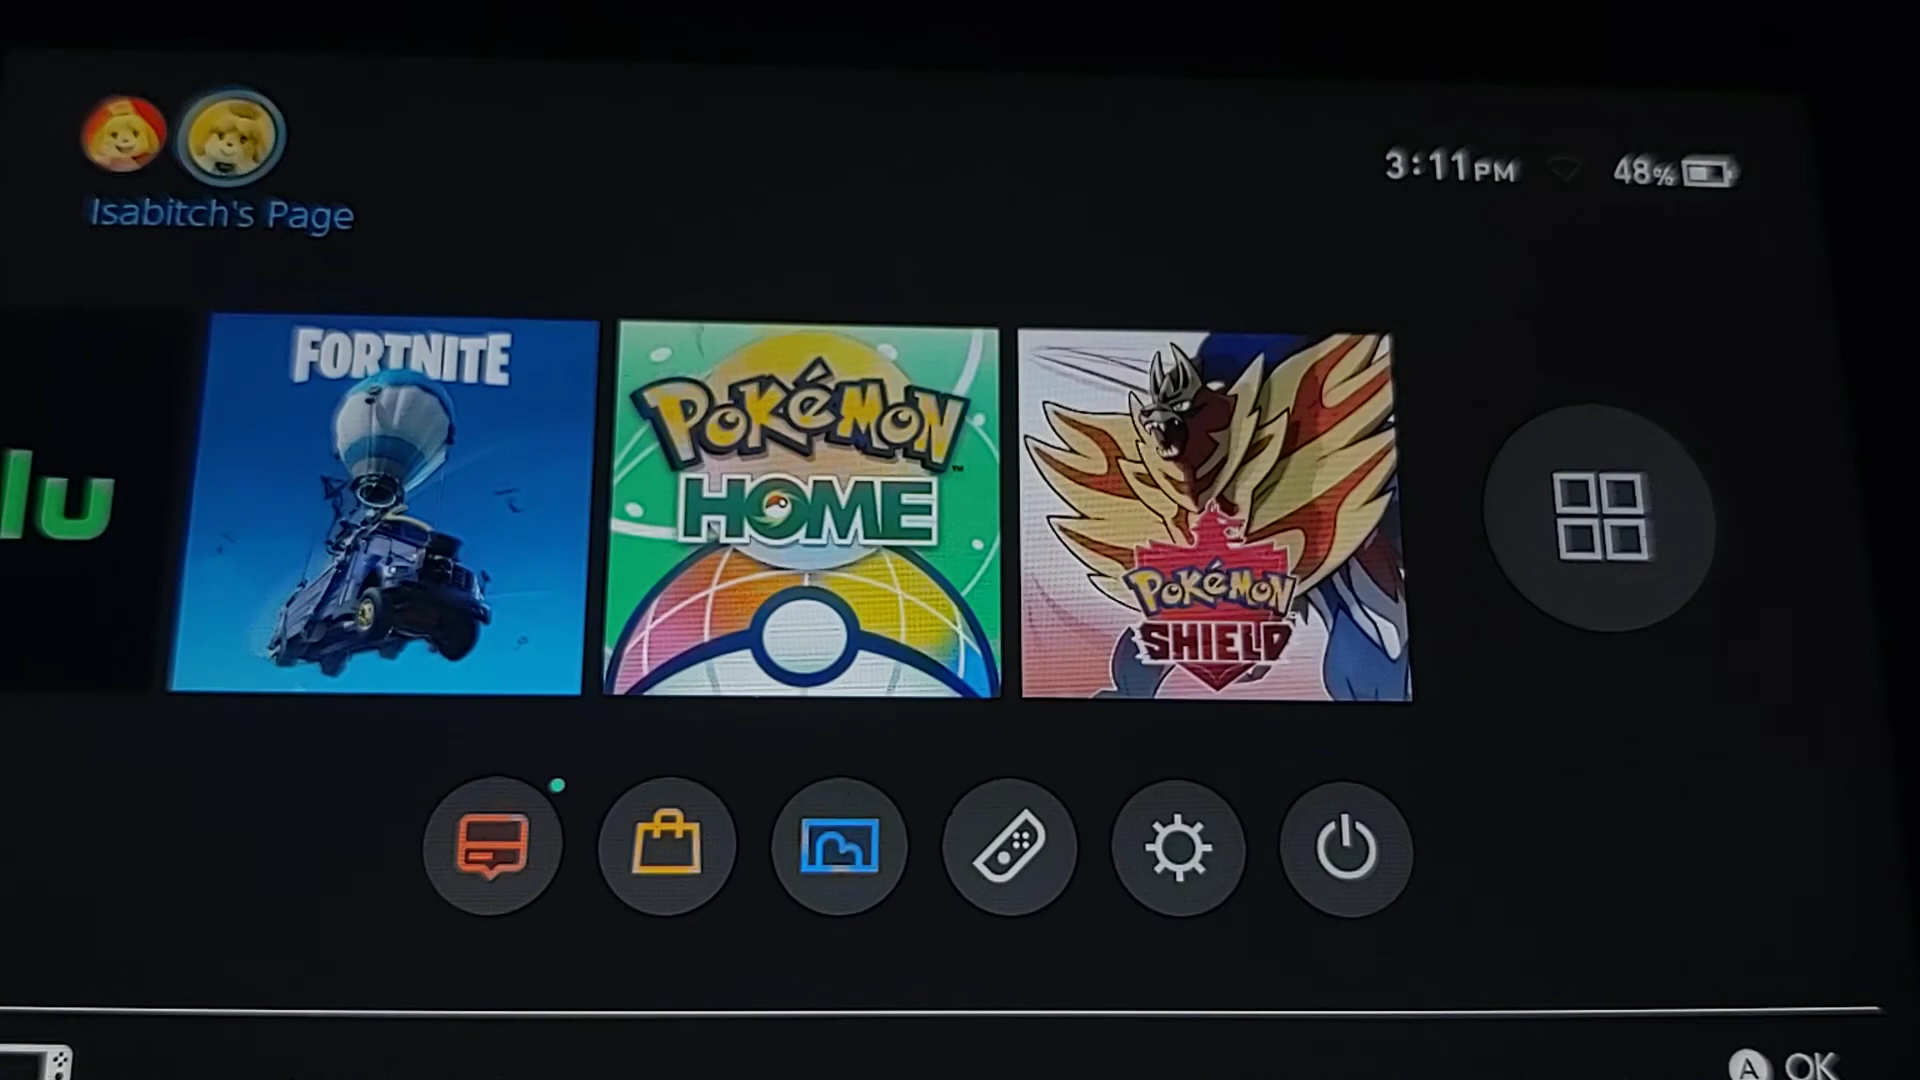 Isabitch's Page
3:11PM
48%
lu
FORTNITE
POKéMON
HOME
POKéMON
SHIELD
A OK